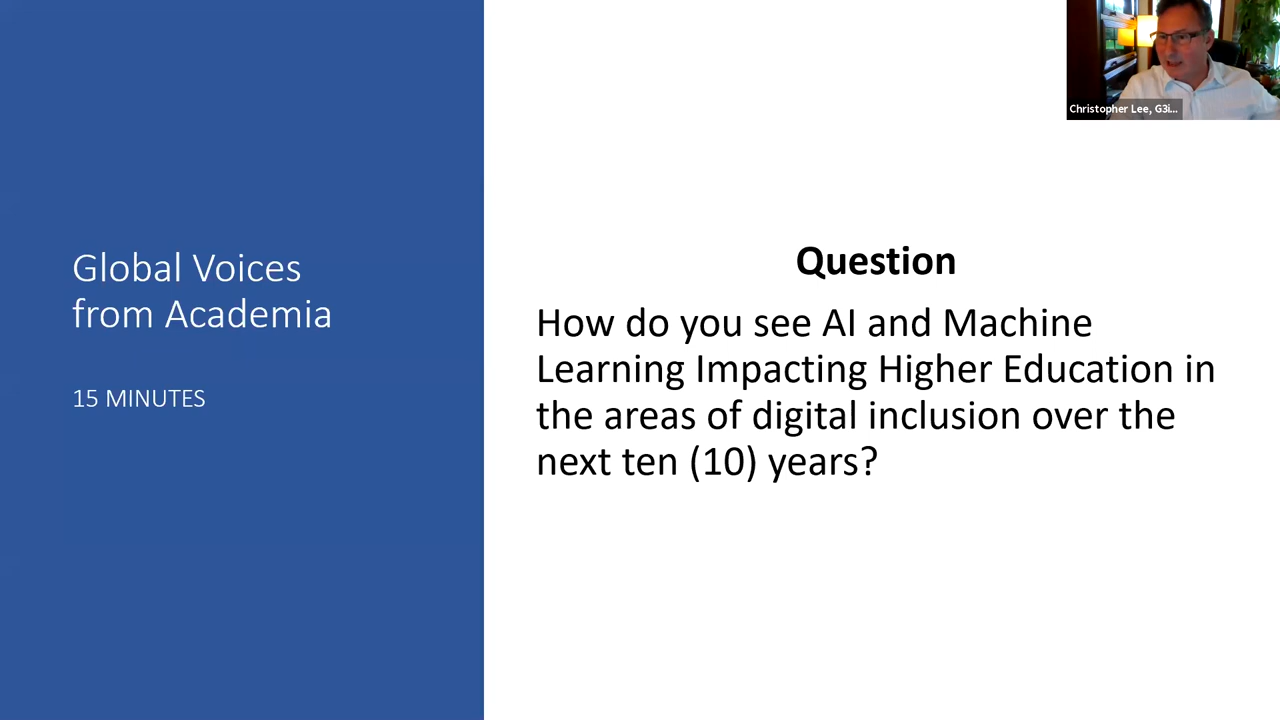 Christopher Lee, G3i...
Global Voices
from Academia
15 MINUTES
Question
How do you see AI and Machine
Learning Impacting Higher Education in
the areas of digital inclusion over the
next ten (10) years?